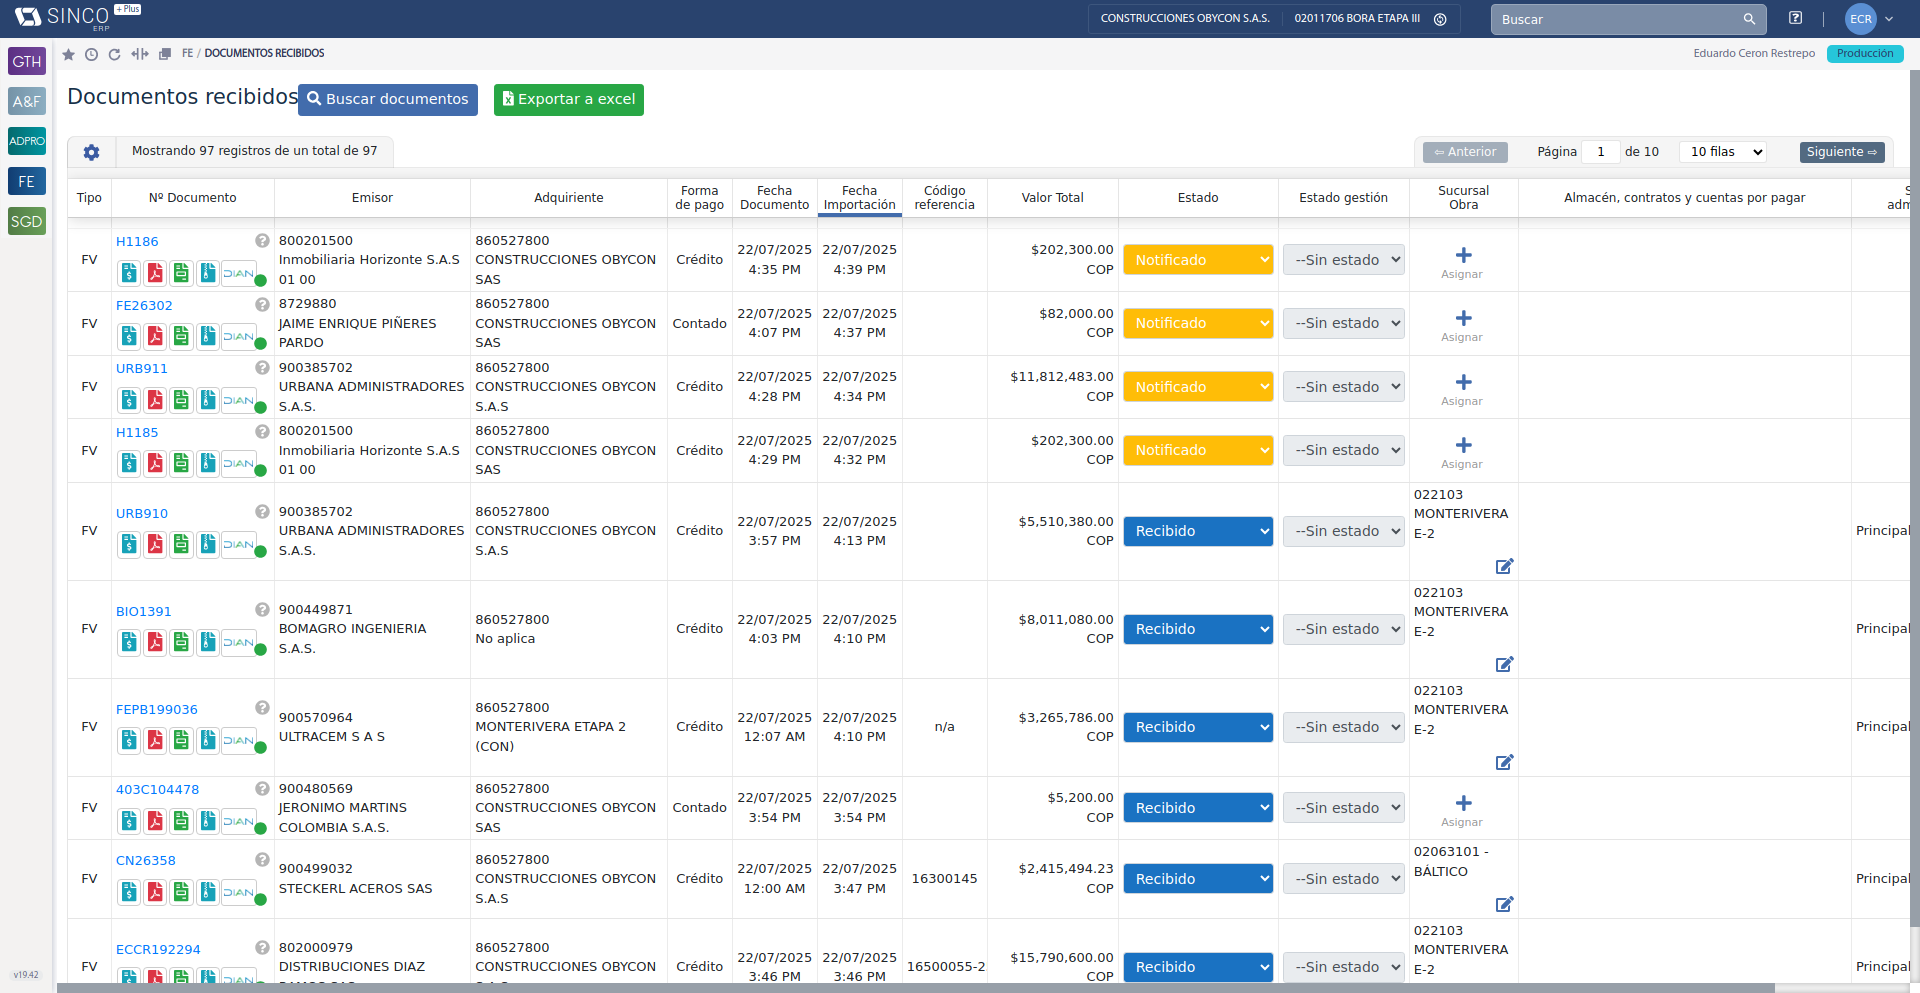 SINCO + Plus
ERP
CONSTRUCCIONES OBYCON S.A.S. 02011706 BORA ETAPA III
Buscar
ECR
FE / DOCUMENTOS RECIBIDOS
Eduardo Ceron Restrepo Producción
GTH
A&F
ADPRO
FE
SGD
Documentos recibidos Buscar documentos Exportar a excel
Mostrando 97 registros de un total de 97
⇦ Anterior Página 1 de 10 10 filas Siguiente ⇨
Tipo Nº Documento Emisor Adquiriente Forma de pago Fecha Documento Fecha Importación Código referencia Valor Total Estado Estado gestión Sucursal Obra Almacén, contratos y cuentas por pagar
FV H1186 800201500 Inmobiliaria Horizonte S.A.S 01 00 860527800 CONSTRUCCIONES OBYCON SAS Crédito 22/07/2025 4:35 PM 22/07/2025 4:39 PM $202,300.00 COP Notificado --Sin estado Asignar
FV FE26302 8729880 JAIME ENRIQUE PIÑERES PARDO 860527800 CONSTRUCCIONES OBYCON SAS Contado 22/07/2025 4:07 PM 22/07/2025 4:37 PM $82,000.00 COP Notificado --Sin estado Asignar
FV URB911 900385702 URBANA ADMINISTRADORES S.A.S. 860527800 CONSTRUCCIONES OBYCON S.A.S Crédito 22/07/2025 4:28 PM 22/07/2025 4:34 PM $11,812,483.00 COP Notificado --Sin estado Asignar
FV H1185 800201500 Inmobiliaria Horizonte S.A.S 01 00 860527800 CONSTRUCCIONES OBYCON SAS Crédito 22/07/2025 4:29 PM 22/07/2025 4:32 PM $202,300.00 COP Notificado --Sin estado Asignar
FV URB910 900385702 URBANA ADMINISTRADORES S.A.S. 860527800 CONSTRUCCIONES OBYCON S.A.S Crédito 22/07/2025 3:57 PM 22/07/2025 4:13 PM $5,510,380.00 COP Recibido --Sin estado 022103 MONTERIVERA E-2 Principal
FV BIO1391 900449871 BOMAGRO INGENIERIA S.A.S. 860527800 No aplica Crédito 22/07/2025 4:03 PM 22/07/2025 4:10 PM $8,011,080.00 COP Recibido --Sin estado 022103 MONTERIVERA E-2 Principal
FV FEPB199036 900570964 ULTRACEM S A S 860527800 MONTERIVERA ETAPA 2 (CON) Crédito 22/07/2025 12:07 AM 22/07/2025 4:10 PM n/a $3,265,786.00 COP Recibido --Sin estado 022103 MONTERIVERA E-2 Principal
FV 403C104478 900480569 JERONIMO MARTINS COLOMBIA S.A.S. 860527800 CONSTRUCCIONES OBYCON SAS Contado 22/07/2025 3:54 PM 22/07/2025 3:54 PM $5,200.00 COP Recibido --Sin estado Asignar
FV CN26358 900499032 STECKERL ACEROS SAS 860527800 CONSTRUCCIONES OBYCON S.A.S Crédito 22/07/2025 12:00 AM 22/07/2025 3:47 PM 16300145 $2,415,494.23 COP Recibido --Sin estado 02063101 - BÁLTICO Principal
FV ECCR192294 802000979 DISTRIBUCIONES DIAZ 860527800 CONSTRUCCIONES OBYCON Crédito 22/07/2025 3:46 PM 22/07/2025 3:46 PM 16500055-2 $15,790,600.00 COP Recibido --Sin estado 022103 MONTERIVERA E-2 Principal
v19.42